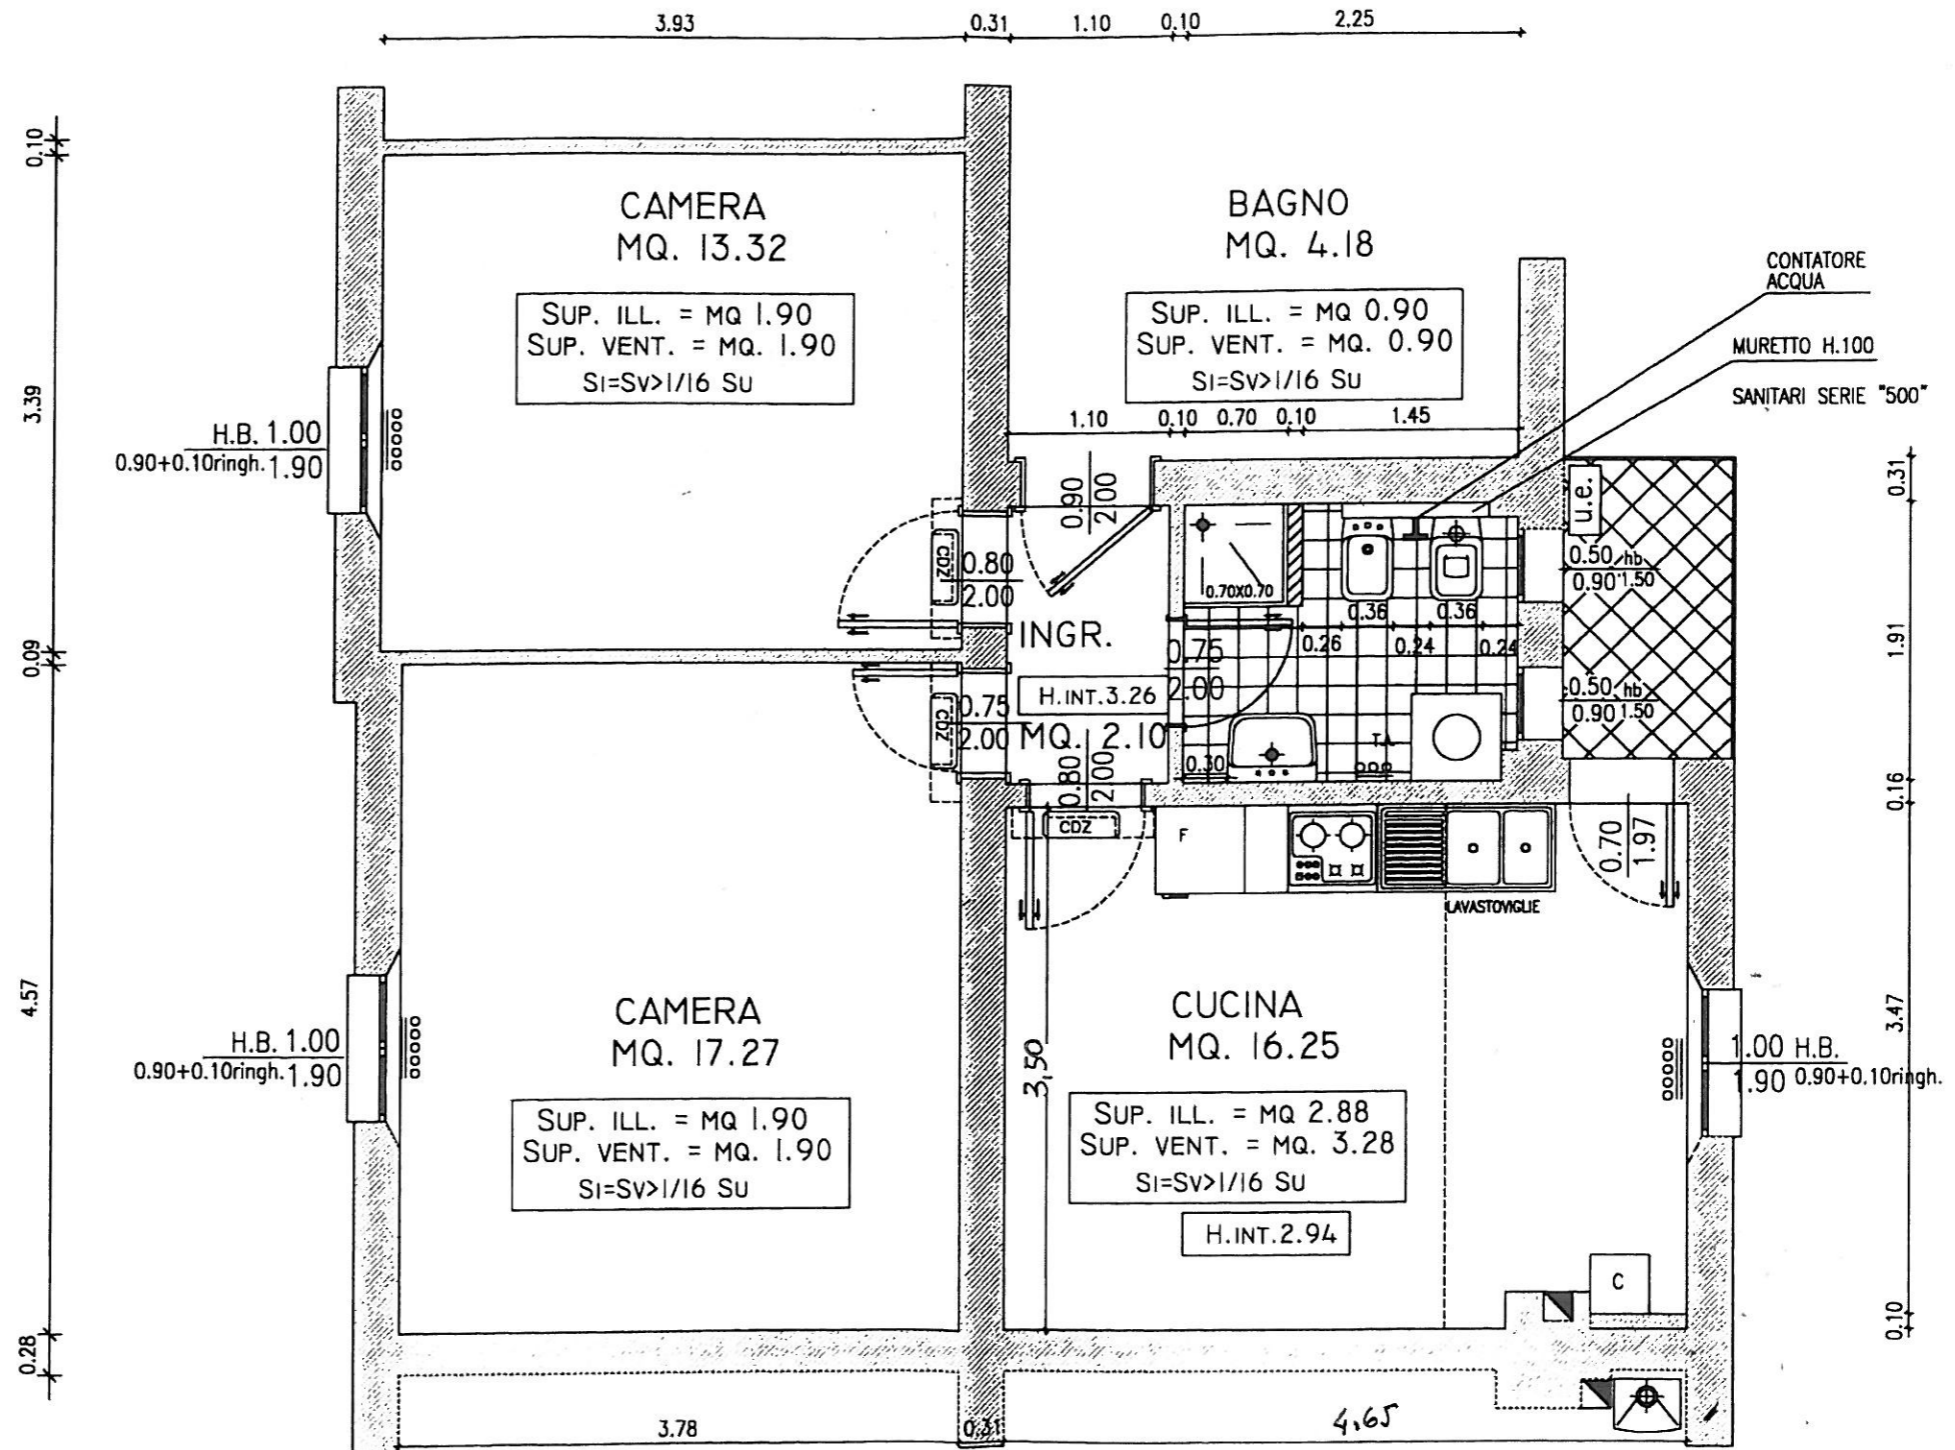 3.93
0.31
1.10
0.10
2.25
0.10
3.39
0.09
4.57
0.28
CAMERA
MQ. 13.32
SUP. ILL. = MQ 1.90
SUP. VENT. = MQ. 1.90
SI=SV>1/16 SU
H.B. 1.00
0.90+0.10ringh. 1.90
BAGNO
MQ. 4.18
SUP. ILL. = MQ 0.90
SUP. VENT. = MQ. 0.90
SI=SV>1/16 SU
1.10
0.10
0.70
0.10
1.45
CONTATORE
ACQUA
MURETTO H.100
SANITARI SERIE "500"
0.90
2.00
u.e.
0.31
1.91
0.16
3.47
0.10
CDZ
0.80
2.00
0.70X0.70
0.50 hb
0.90 1.50
0.36
0.36
0.26
0.24
0.24
INGR.
0.75
2.00
H.INT.3.26
MQ. 2.10
CDZ
0.75
2.00
0.50 hb
0.90 1.50
0.30
0.80
2.00
CDZ
F
LAVASTOVIGLIE
0.70
1.97
CAMERA
MQ. 17.27
SUP. ILL. = MQ 1.90
SUP. VENT. = MQ. 1.90
SI=SV>1/16 SU
H.B. 1.00
0.90+0.10ringh. 1.90
3,50
CUCINA
MQ. 16.25
SUP. ILL. = MQ 2.88
SUP. VENT. = MQ. 3.28
SI=SV>1/16 SU
H.INT.2.94
1.00 H.B.
1.90 0.90+0.10ringh.
C
3.78
0.31
4,65